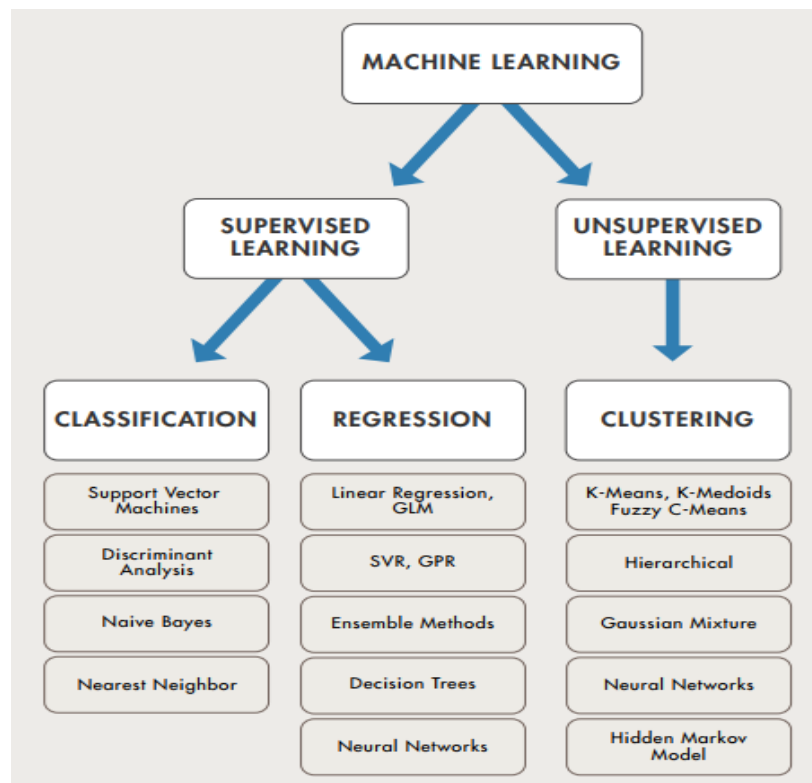 MACHINE LEARNING
SUPERVISED
LEARNING
UNSUPERVISED
LEARNING
CLASSIFICATION
Support Vector
Machines
Discriminant
Analysis
Naive Bayes
Nearest Neighbor
REGRESSION
Linear Regression,
GLM
SVR, GPR
Ensemble Methods
Decision Trees
Neural Networks
CLUSTERING
K-Means, K-Medoids
Fuzzy C-Means
Hierarchical
Gaussian Mixture
Neural Networks
Hidden Markov
Model